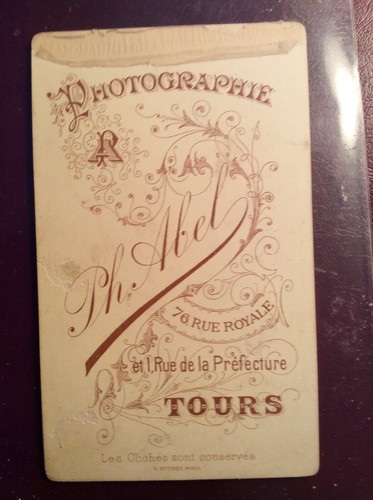 PHOTOGRAPHIE
Ph. Abel
76, RUE ROYALE
et 1, Rue de la Préfecture
TOURS
Les Clichés sont conservés